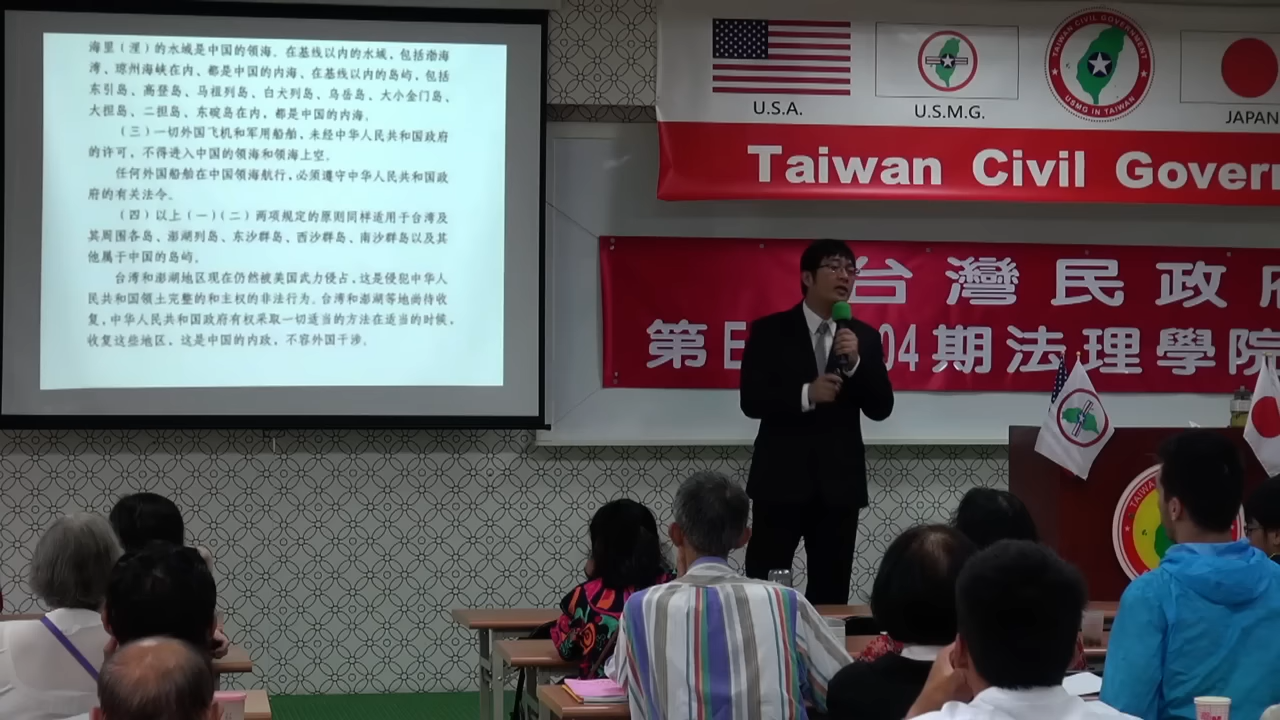 海里（浬）的水域是中国的领海。在基线以内的水域，包括渤海
湾、琼州海峡在内、都是中国的内海、在基线以内的岛屿，包括
东引岛、高登岛、马祖列岛、白犬列岛、乌岳岛、大小金门岛、
大担岛、二担岛、东碇岛在内，都是中国的内海。
（三）一切外国飞机和军用船舶，未经中华人民共和国政府
的许可，不得进入中国的领海和领海上空。
任何外国船舶在中国领海航行，必须遵守中华人民共和国政
府的有关法令。
（四）以上（一）（二）两项规定的原则同样适用于台湾及
其周围各岛、澎湖列岛、东沙群岛、西沙群岛、南沙群岛以及其
他属于中国的岛屿。
台湾和澎湖地区现在仍然被美国武力侵占，这是侵犯中华人
民共和国领土完整的和主权的非法行为。台湾和澎湖等地尚待收
复，中华人民共和国政府有权采取一切适当的方法在适当的时候，
收复这些地区，这是中国的内政，不容外国干涉。
U.S.A.
U.S.M.G.
TAIWAN CIVIL GOVERNMENT
USMG IN TAIWAN
JAPAN
Taiwan Civil Govern
台灣民政府
第E 04期法理學院
TAIWAN